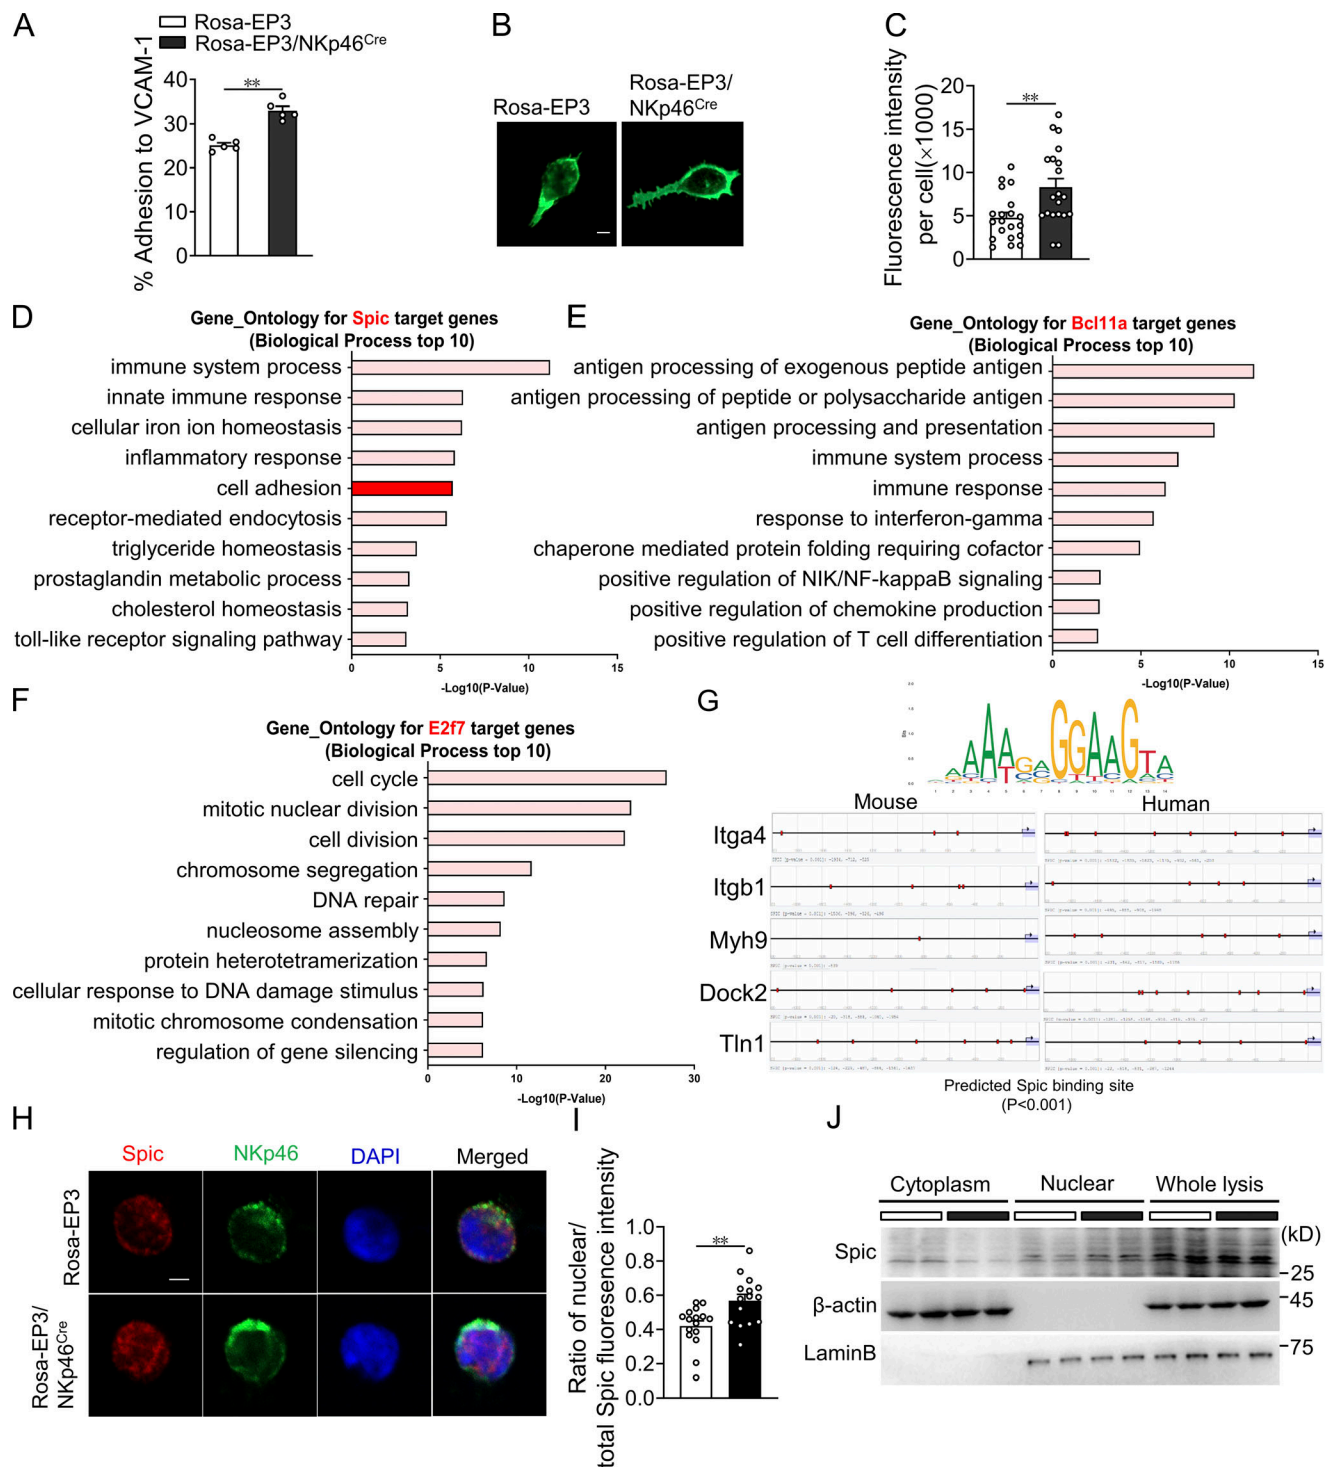 A
Rosa-EP3
Rosa-EP3/NKp46Cre
% Adhesion to VCAM-1
40
30
20
10
0
**
B
Rosa-EP3
Rosa-EP3/
NKp46Cre
C
Fluorescence intensity
per cell(×1000)
20
15
10
5
0
**
D
Gene_Ontology for Spic target genes
(Biological Process top 10)
immune system process
innate immune response
cellular iron ion homeostasis
inflammatory response
cell adhesion
receptor-mediated endocytosis
triglyceride homeostasis
prostaglandin metabolic process
cholesterol homeostasis
toll-like receptor signaling pathway
0 5 10 15
-Log10(P-Value)
E
Gene_Ontology for Bcl11a target genes
(Biological Process top 10)
antigen processing of exogenous peptide antigen
antigen processing of peptide or polysaccharide antigen
antigen processing and presentation
immune system process
immune response
response to interferon-gamma
chaperone mediated protein folding requiring cofactor
positive regulation of NIK/NF-kappaB signaling
positive regulation of chemokine production
positive regulation of T cell differentiation
0 5 10 15
-Log10(P-Value)
F
Gene_Ontology for E2f7 target genes
(Biological Process top 10)
cell cycle
mitotic nuclear division
cell division
chromosome segregation
DNA repair
nucleosome assembly
protein heterotetramerization
cellular response to DNA damage stimulus
mitotic chromosome condensation
regulation of gene silencing
0 10 20 30
-Log10(P-Value)
G
Mouse
Human
Itga4
Itgb1
Myh9
Dock2
Tln1
Predicted Spic binding site
(P<0.001)
H
Spic
NKp46
DAPI
Merged
Rosa-EP3
Rosa-EP3/
NKp46Cre
I
Ratio of nuclear/
total Spic fluorescence intensity
1.0
0.8
0.6
0.4
0.2
0.0
**
J
Cytoplasm
Nuclear
Whole lysis
(kD)
Spic
25
β-actin
45
LaminB
75